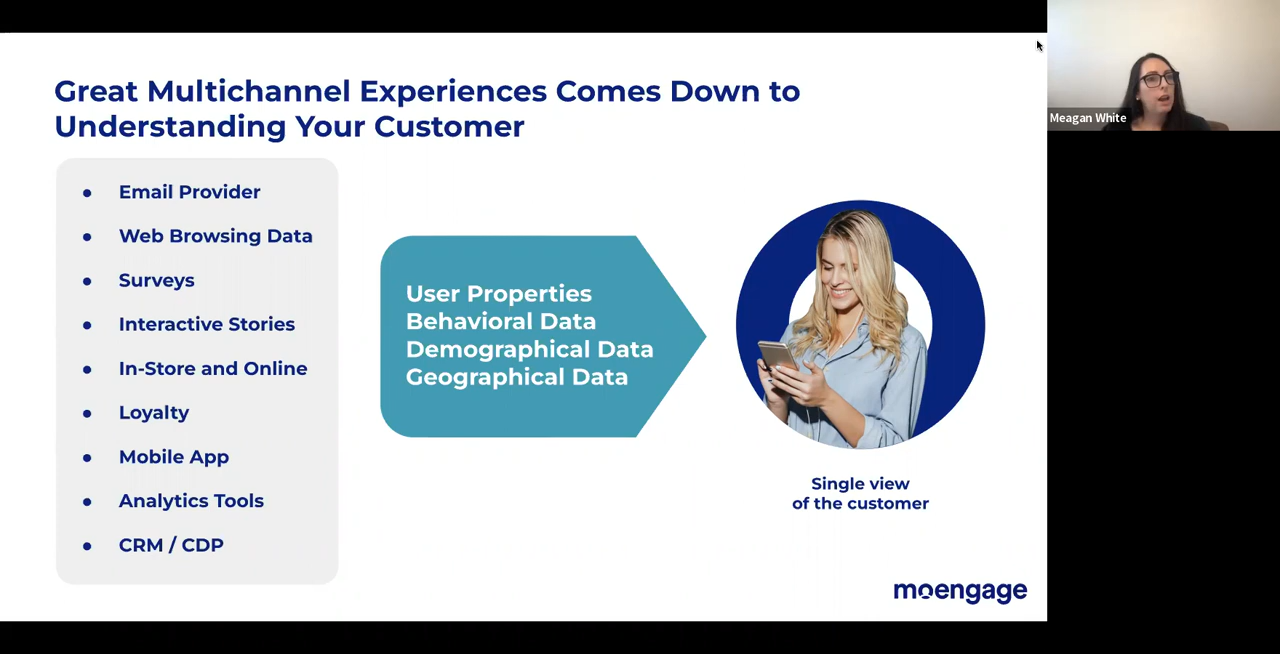 Great Multichannel Experiences Comes Down to
Understanding Your Customer
Email Provider
Web Browsing Data
Surveys
Interactive Stories
In-Store and Online
Loyalty
Mobile App
Analytics Tools
CRM / CDP
User Properties
Behavioral Data
Demographical Data
Geographical Data
Single view
of the customer
moengage
Meagan White